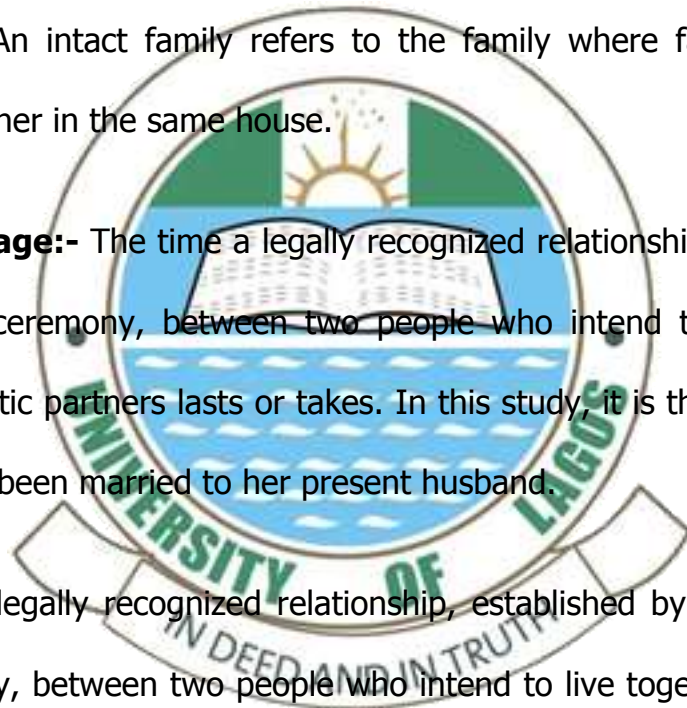 An intact family refers to the family where f
ner in the same house.
age:- The time a legally recognized relationshi
ceremony, between two people who intend t
tic partners lasts or takes. In this study, it is th
been married to her present husband.
legally recognized relationship, established by
y, between two people who intend to live toge
UNIVERSITY OF LAGOS
IN DEED AND IN TRUTH